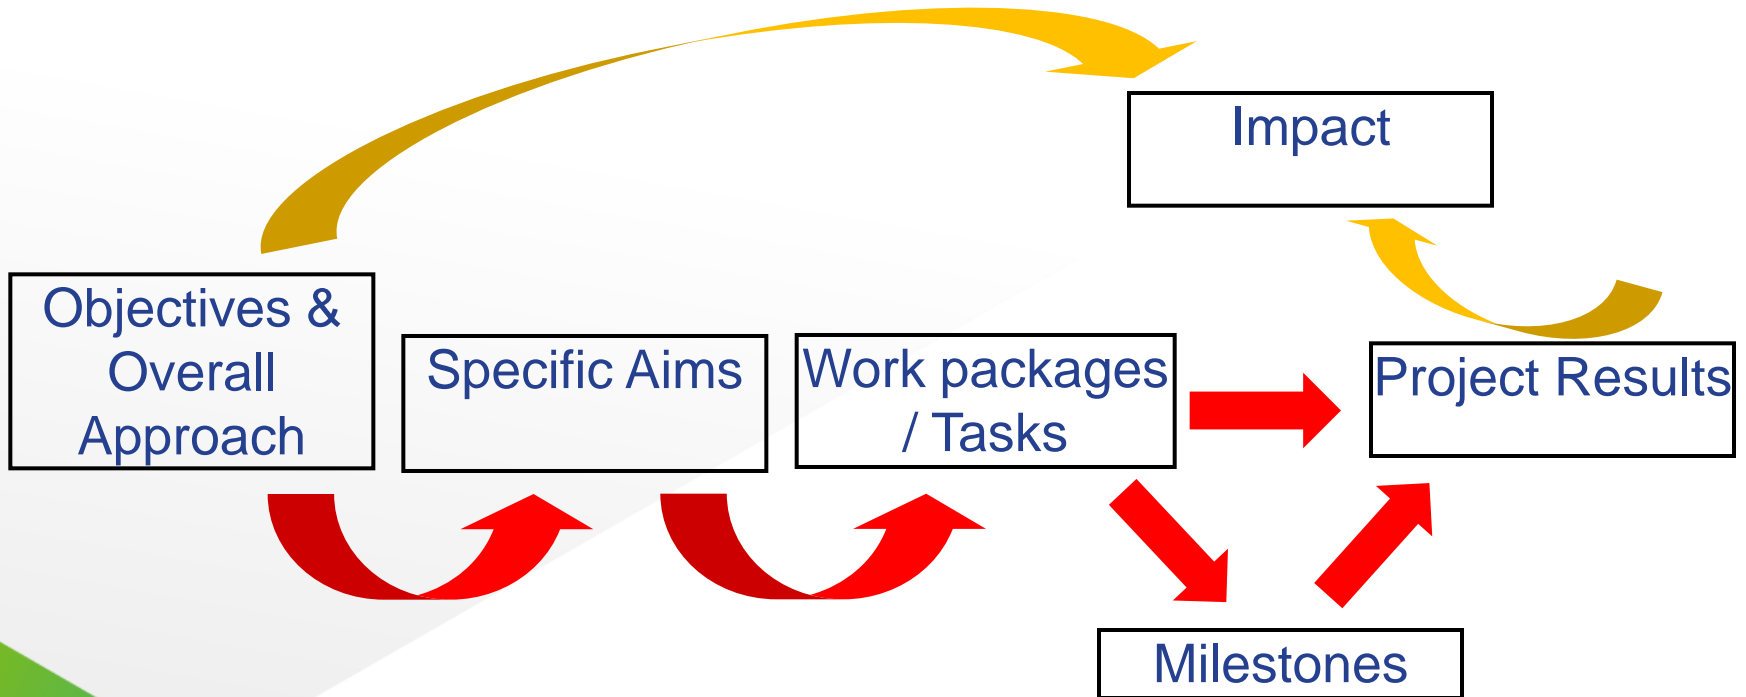 Impact
Objectives &
Overall
Approach
Specific Aims
Work packages
/ Tasks
Project Results
Milestones